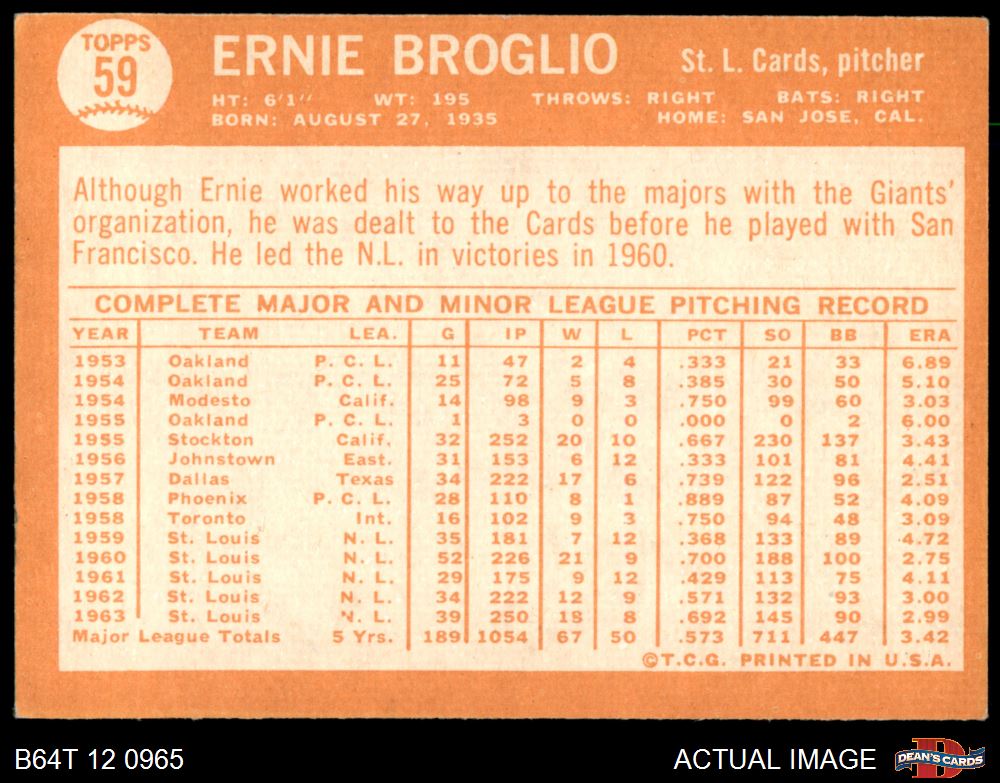 TOPPS
59
ERNIE BROGLIO
St. L. Cards, pitcher
HT: 6'1" WT: 195 THROWS: RIGHT BATS: RIGHT
BORN: AUGUST 27, 1935 HOME: SAN JOSE, CAL.
Although Ernie worked his way up to the majors with the Giants'
organization, he was dealt to the Cards before he played with San
Francisco. He led the N.L. in victories in 1960.
COMPLETE MAJOR AND MINOR LEAGUE PITCHING RECORD
YEAR TEAM LEA. G IP W L PCT SO BB ERA
1953 Oakland P. C. L. 11 47 2 4 .333 21 33 6.89
1954 Oakland P. C. L. 25 72 5 8 .385 30 50 5.10
1954 Modesto Calif. 14 98 9 3 .750 99 60 3.03
1955 Oakland P. C. L. 1 3 0 0 .000 0 2 6.00
1955 Stockton Calif. 32 252 20 10 .667 230 137 3.43
1956 Johnstown East. 31 153 6 12 .333 101 81 4.41
1957 Dallas Texas 34 222 17 6 .739 122 96 2.51
1958 Phoenix P. C. L. 28 110 8 1 .889 87 52 4.09
1958 Toronto Int. 16 102 9 3 .750 94 48 3.09
1959 St. Louis N. L. 35 181 7 12 .368 133 89 4.72
1960 St. Louis N. L. 52 226 21 9 .700 188 100 2.75
1961 St. Louis N. L. 29 175 9 12 .429 113 75 4.11
1962 St. Louis N. L. 34 222 12 9 .571 132 93 3.00
1963 St. Louis N. L. 39 250 18 8 .692 145 90 2.99
Major League Totals 5 Yrs. 189 1054 67 50 .573 711 447 3.42
©T.C.G. PRINTED IN U.S.A.
B64T 12 0965
ACTUAL IMAGE
D
DEAN'S CARDS